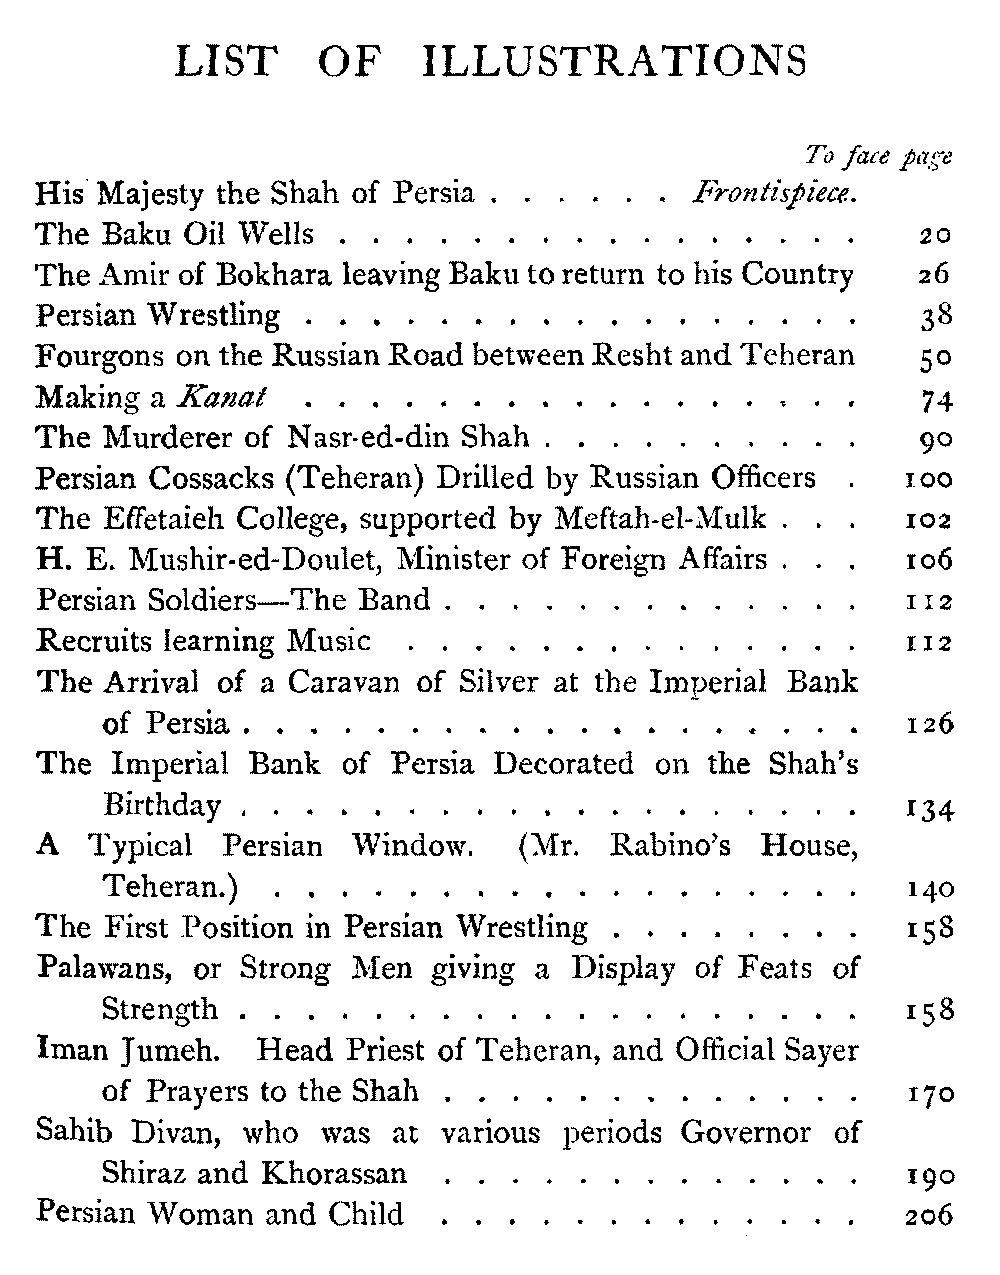 LIST OF ILLUSTRATIONS
To face page
His Majesty the Shah of Persia . . . . . . Frontispiece.
The Baku Oil Wells . . . . . . . . . . . . . . . . 20
The Amir of Bokhara leaving Baku to return to his Country 26
Persian Wrestling . . . . . . . . . . . . . . . . . 38
Fourgons on the Russian Road between Resht and Teheran 50
Making a Kanat . . . . . . . . . . . . . . . . . 74
The Murderer of Nasr-ed-din Shah . . . . . . . . . . 90
Persian Cossacks (Teheran) Drilled by Russian Officers . 100
The Effetaieh College, supported by Meftah-el-Mulk . . . 102
H. E. Mushir-ed-Doulet, Minister of Foreign Affairs . . . 106
Persian Soldiers—The Band . . . . . . . . . . . . . 112
Recruits learning Music . . . . . . . . . . . . . . 112
The Arrival of a Caravan of Silver at the Imperial Bank
of Persia . . . . . . . . . . . . . . . . . . . 126
The Imperial Bank of Persia Decorated on the Shah's
Birthday . . . . . . . . . . . . . . . . . . . 134
A Typical Persian Window. (Mr. Rabino's House,
Teheran.) . . . . . . . . . . . . . . . . . . 140
The First Position in Persian Wrestling . . . . . . . . 158
Palawans, or Strong Men giving a Display of Feats of
Strength . . . . . . . . . . . . . . . . . . . 158
Iman Jumeh. Head Priest of Teheran, and Official Sayer
of Prayers to the Shah . . . . . . . . . . . . . 170
Sahib Divan, who was at various periods Governor of
Shiraz and Khorassan . . . . . . . . . . . . . 190
Persian Woman and Child . . . . . . . . . . . . . 206